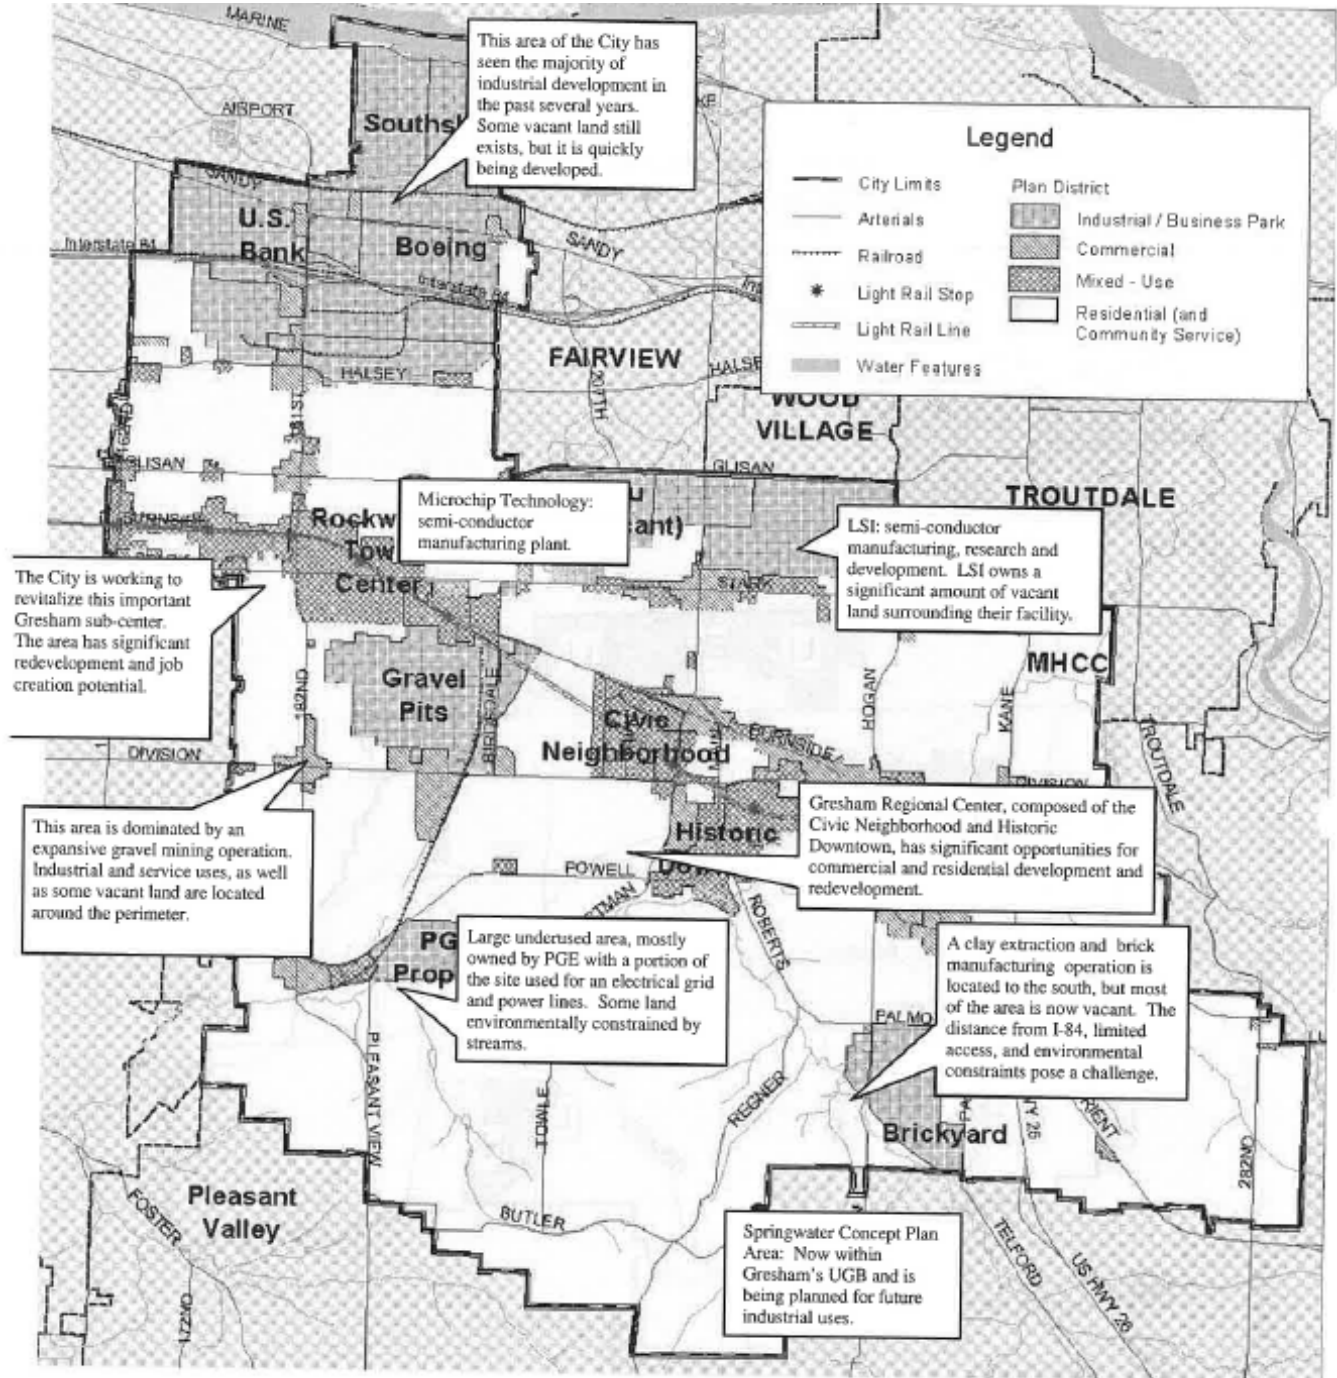 MARINE
AIRPORT
This area of the City has
seen the majority of
industrial development in
the past several years.
Some vacant land still
exists, but it is quickly
being developed.
SANDY
U.S.
Bank
Boeing
Interstate 84
Interstate 84
SANDY
Legend
City Limits
Arterials
Railroad
Light Rail Stop
Light Rail Line
Water Features
Plan District
Industrial / Business Park
Commercial
Mixed - Use
Residential (and
Community Service)
FAIRVIEW
HALSEY
207TH
WOOD
VILLAGE
162ND
181ST
GLISAN
GLISAN
TROUTDALE
BURNSIDE
Center
Microchip Technology:
semi-conductor
manufacturing plant.
STARK
LSI: semi-conductor
manufacturing, research and
development. LSI owns a
significant amount of vacant
land surrounding their facility.
The City is working to
revitalize this important
Gresham sub-center.
The area has significant
redevelopment and job
creation potential.
182ND
Gravel
Pits
BIRDSDALE
Civic
Neighborhood
BURNSIDE
HOGAN
KANE
MHCC
TROUTDALE
DIVISION
DIVISION
This area is dominated by an
expansive gravel mining operation.
Industrial and service uses, as well
as some vacant land are located
around the perimeter.
Historic
POWELL
Gresham Regional Center, composed of the
Civic Neighborhood and Historic
Downtown, has significant opportunities for
commercial and residential development and
redevelopment.
ROBERTS
Large underused area, mostly
owned by PGE with a portion of
the site used for an electrical grid
and power lines. Some land
environmentally constrained by
streams.
A clay extraction and brick
manufacturing operation is
located to the south, but most
of the area is now vacant. The
distance from I-84, limited
access, and environmental
constraints pose a challenge.
PLEASANT VIEW
TOWLE
REGNER
Brickyard
282ND
Pleasant
Valley
FOSTER
172ND
BUTLER
Springwater Concept Plan
Area: Now within
Gresham's UGB and is
being planned for future
industrial uses.
TELFORD
US HWY 26